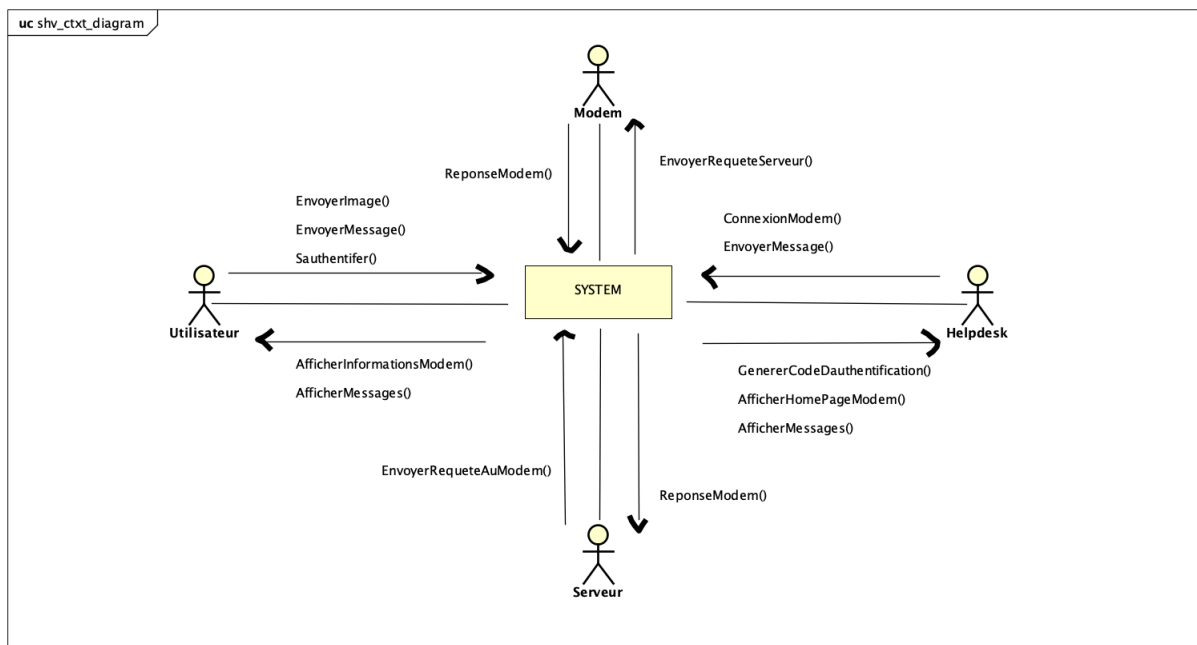 uc shv_ctxt_diagram
Modem
EnvoyerRequeteServeur()
ReponseModem()
EnvoyerImage()
EnvoyerMessage()
Sauthentifer()
ConnexionModem()
EnvoyerMessage()
SYSTEM
Utilisateur
Helpdesk
AfficherInformationsModem()
AfficherMessages()
GenererCodeDauthentification()
AfficherHomePageModem()
AfficherMessages()
EnvoyerRequeteAuModem()
ReponseModem()
Serveur